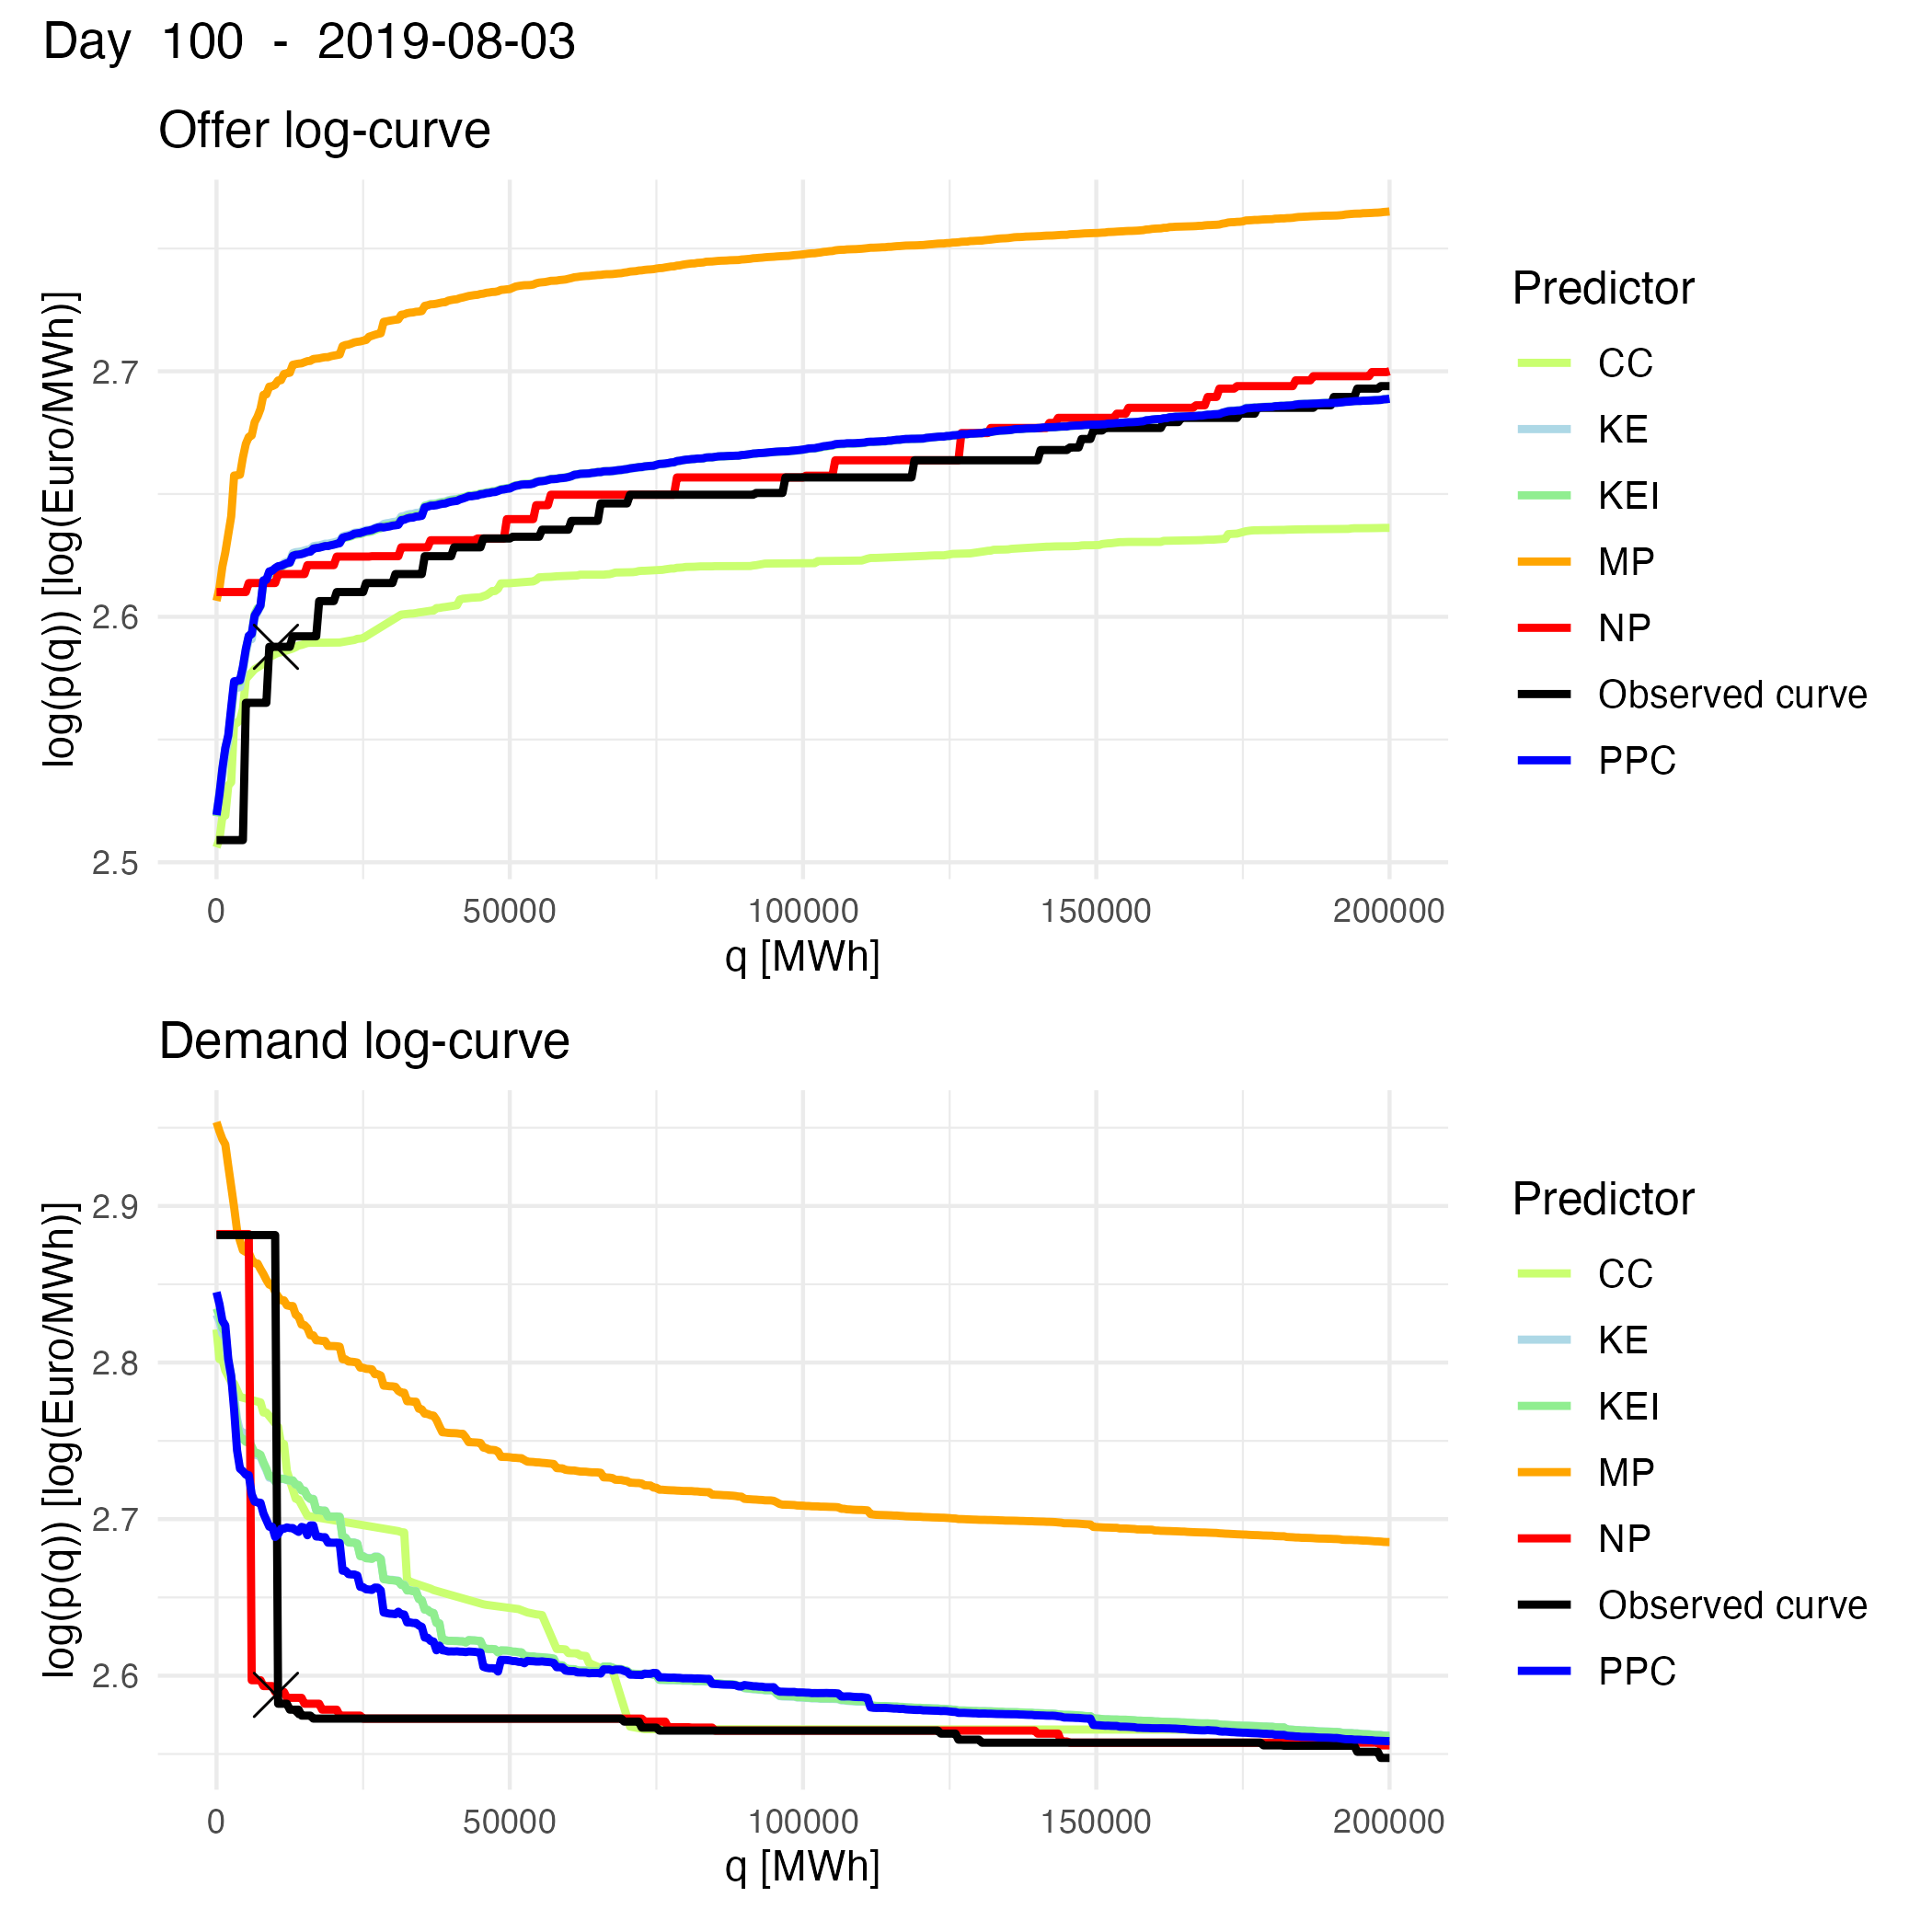 Day 100 - 2019-08-03
Offer log-curve
log(p(q)) [log(Euro/MWh)]
2.7
2.6
2.5
0 50000 100000 150000 200000
q [MWh]
Predictor
CC
KE
KEI
MP
NP
Observed curve
PPC
Demand log-curve
log(p(q)) [log(Euro/MWh)]
2.9
2.8
2.7
2.6
0 50000 100000 150000 200000
q [MWh]
Predictor
CC
KE
KEI
MP
NP
Observed curve
PPC